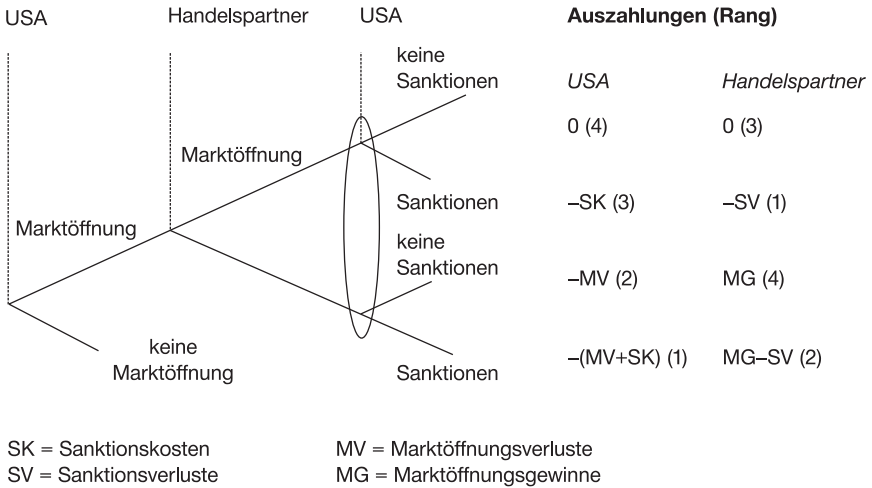 USA Handelspartner USA Auszahlungen (Rang)
keine
Sanktionen USA Handelspartner
0 (4) 0 (3)
Marktöffnung
Sanktionen –SK (3) –SV (1)
Marktöffnung
keine
Sanktionen –MV (2) MG (4)
keine
Marktöffnung
Sanktionen –(MV+SK) (1) MG–SV (2)
SK = Sanktionskosten MV = Marktöffnungsverluste
SV = Sanktionsverluste MG = Marktöffnungsgewinne